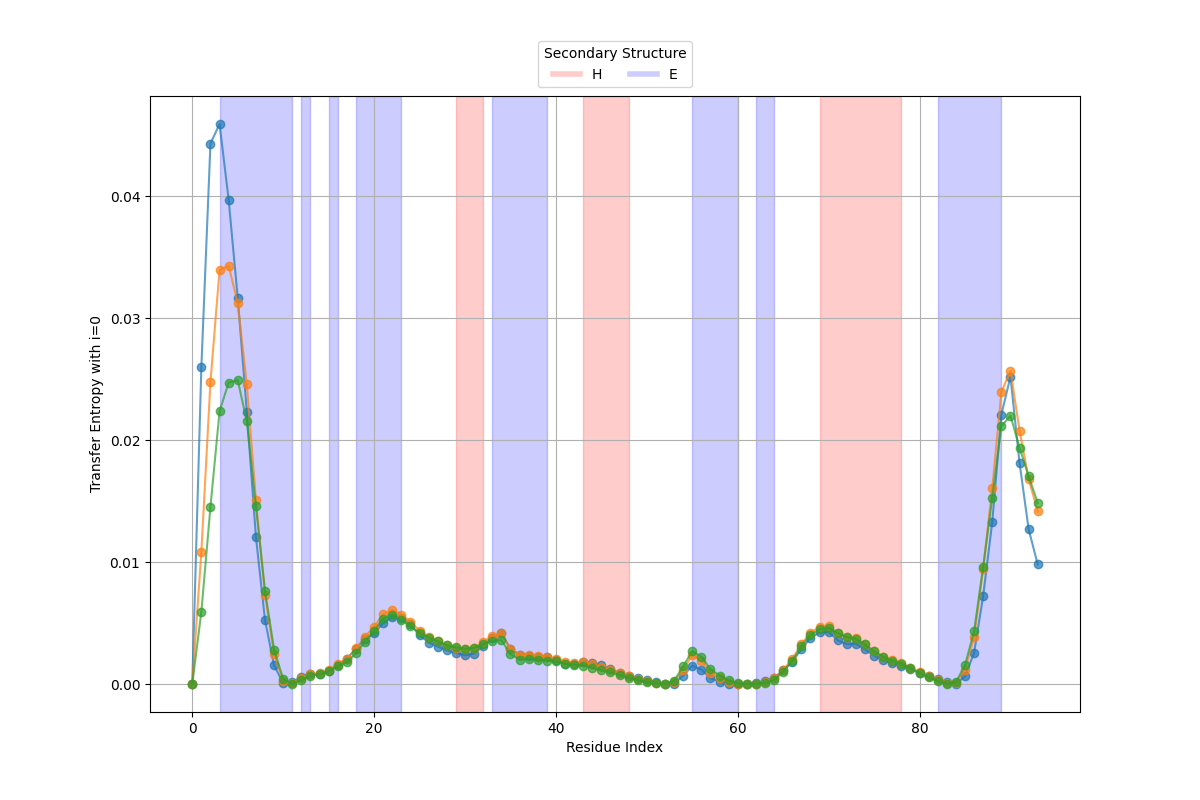 Secondary Structure
H E
0.04
0.03
0.02
0.01
0.00
Transfer Entropy with i=0
0 20 40 60 80
Residue Index